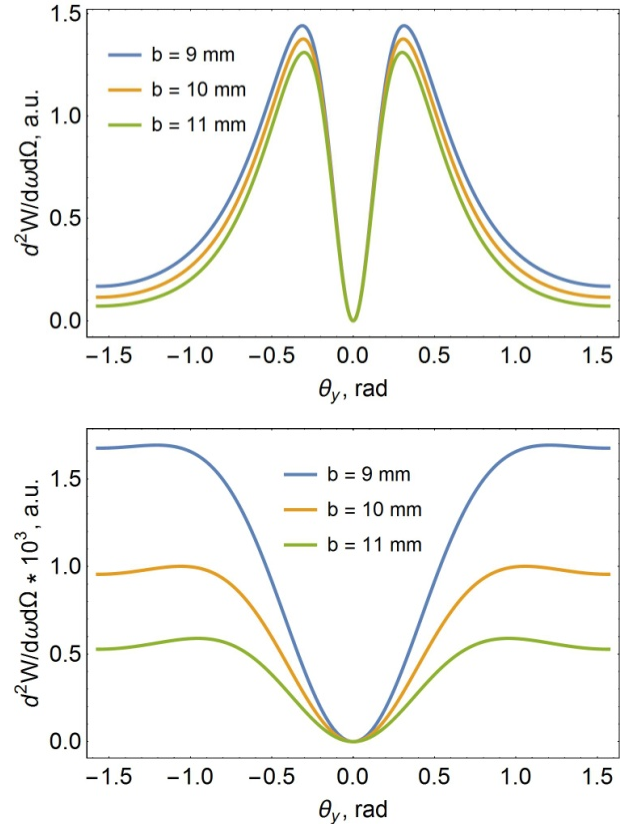 1.5
1.0
0.5
0.0
d²W/dωdΩ, a.u.
b = 9 mm
b = 10 mm
b = 11 mm
−1.5 −1.0 −0.5 0.0 0.5 1.0 1.5
θy, rad
1.5
1.0
0.5
0.0
d²W/dωdΩ * 10³, a.u.
b = 9 mm
b = 10 mm
b = 11 mm
−1.5 −1.0 −0.5 0.0 0.5 1.0 1.5
θy, rad